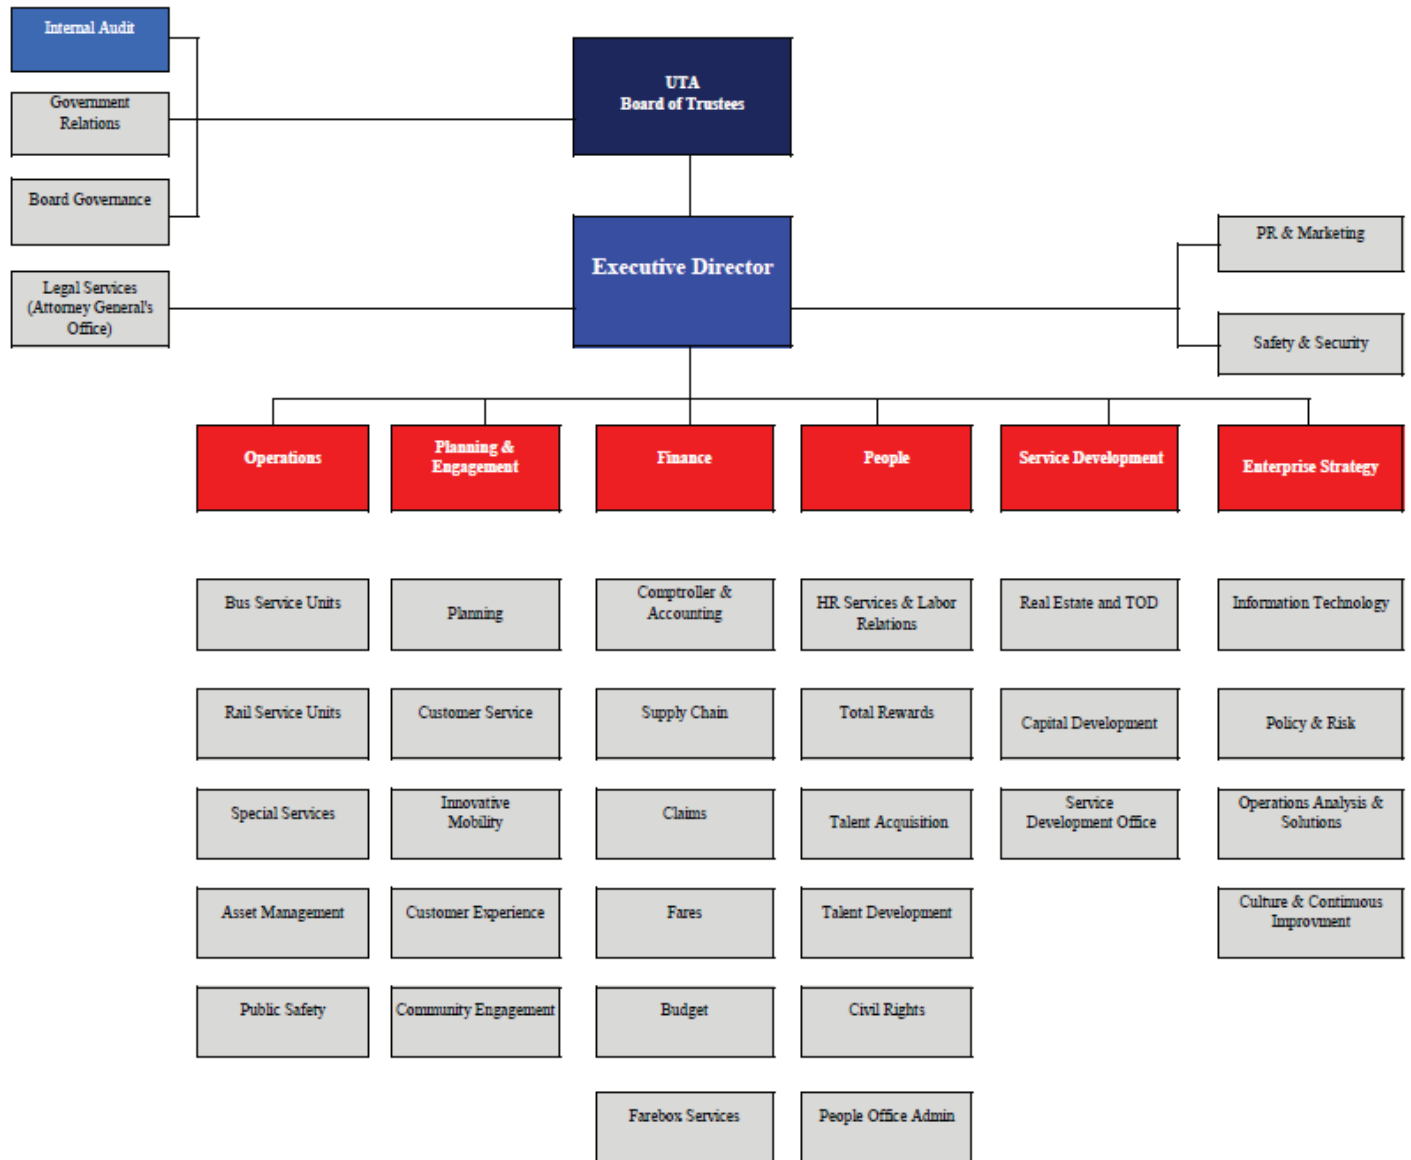 Internal Audit
Government
Relations
Board Governance
Legal Services
(Attorney General's
Office)
UTA
Board of Trustees
Executive Director
PR & Marketing
Safety & Security
Operations
Planning &
Engagement
Finance
People
Service Development
Enterprise Strategy
Bus Service Units
Planning
Comptroller &
Accounting
HR Services & Labor
Relations
Real Estate and TOD
Information Technology
Rail Service Units
Customer Service
Supply Chain
Total Rewards
Capital Development
Policy & Risk
Special Services
Innovative
Mobility
Claims
Talent Acquisition
Service
Development Office
Operations Analysis &
Solutions
Asset Management
Customer Experience
Fares
Talent Development
Culture & Continuous
Improvment
Public Safety
Community Engagement
Budget
Civil Rights
Farebox Services
People Office Admin